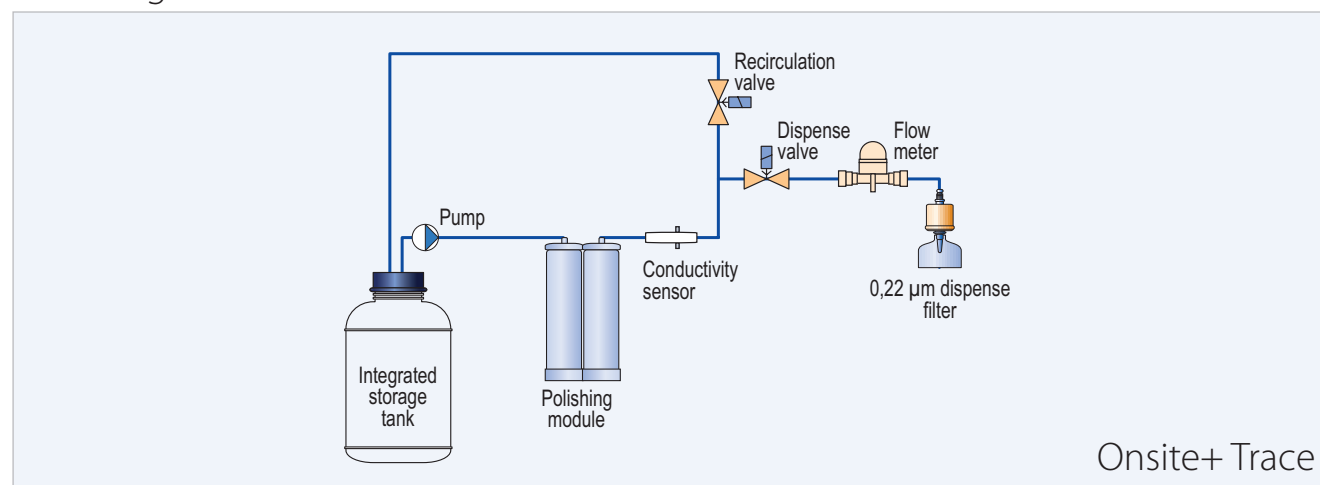 Recirculation
valve
Dispense
valve
Flow
meter
Pump
Conductivity
sensor
0,22 µm dispense
filter
Integrated
storage
tank
Polishing
module
Onsite+ Trace